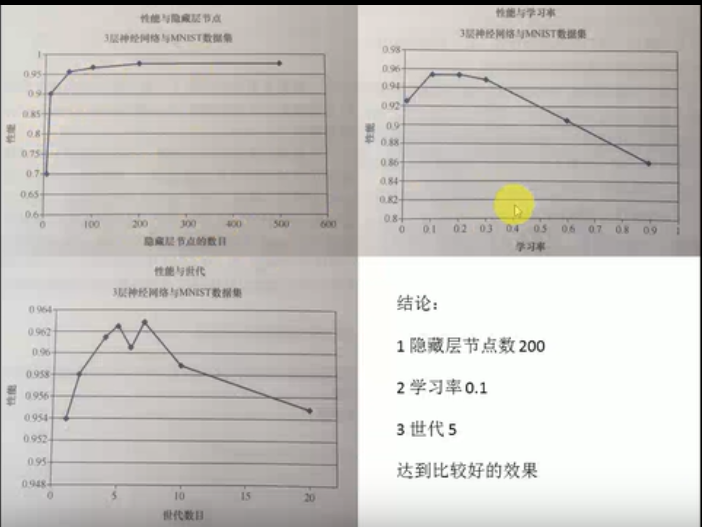 性能与隐藏层节点
3层神经网络与MNIST数据集
1
0.95
0.9
0.85
0.8
0.75
0.7
0.65
0.6
性能
0 100 200 300 400 500 600
隐藏层节点的数目
性能与学习率
3层神经网络与MNIST数据集
0.98
0.96
0.94
0.92
0.9
0.88
0.86
0.84
0.82
0.8
性能
0 0.1 0.2 0.3 0.4 0.5 0.6 0.7 0.8 0.9 1
学习率
性能与世代
3层神经网络与MNIST数据集
0.964
0.962
0.96
0.958
0.956
0.954
0.952
0.95
0.948
性能
0 5 10 15 20
世代数目
结论：
1 隐藏层节点数 200
2 学习率 0.1
3 世代 5
达到比较好的效果